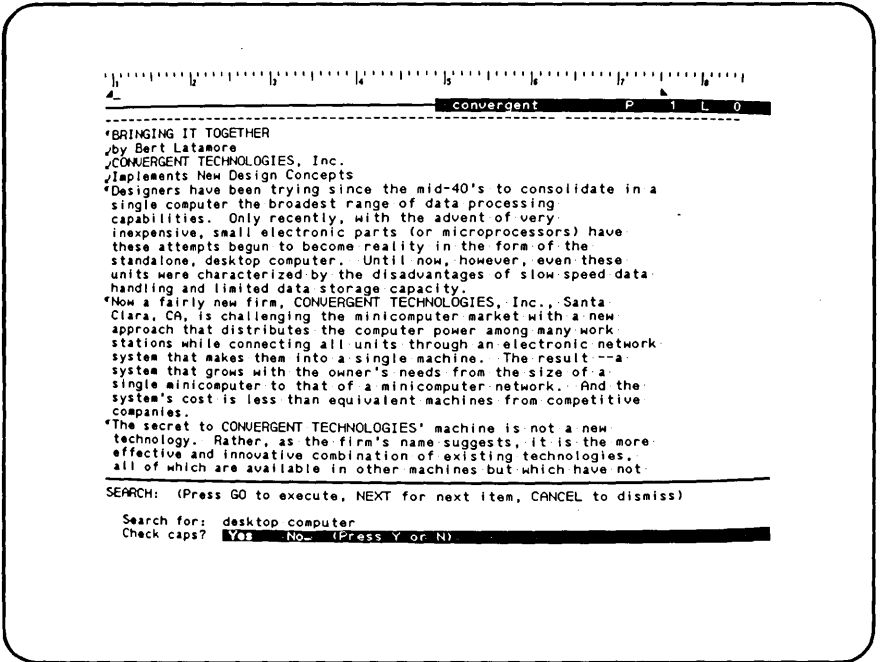 1 2 3 4 5 6 7 8
convergent P 1 L 0
BRINGING IT TOGETHER
by Bert Latamore
CONVERGENT TECHNOLOGIES, Inc.
Implements New Design Concepts
Designers have been trying since the mid-40's to consolidate in a
single computer the broadest range of data processing
capabilities. Only recently, with the advent of very
inexpensive, small electronic parts (or microprocessors) have
these attempts begun to become reality in the form of the
standalone, desktop computer. Until now, however, even these
units were characterized by the disadvantages of slow speed data
handling and limited data storage capacity.
Now a fairly new firm, CONVERGENT TECHNOLOGIES, Inc., Santa
Clara, CA, is challenging the minicomputer market with a new
approach that distributes the computer power among many work
stations while connecting all units through an electronic network
system that makes them into a single machine. The result --a
system that grows with the owner's needs from the size of a
single minicomputer to that of a minicomputer network. And the
system's cost is less than equivalent machines from competitive
companies.
The secret to CONVERGENT TECHNOLOGIES' machine is not a new
technology. Rather, as the firm's name suggests, it is the more
effective and innovative combination of existing technologies,
all of which are available in other machines but which have not
SEARCH: (Press GO to execute, NEXT for next item, CANCEL to dismiss)
Search for: desktop computer
Check caps? Yes No (Press Y or N)